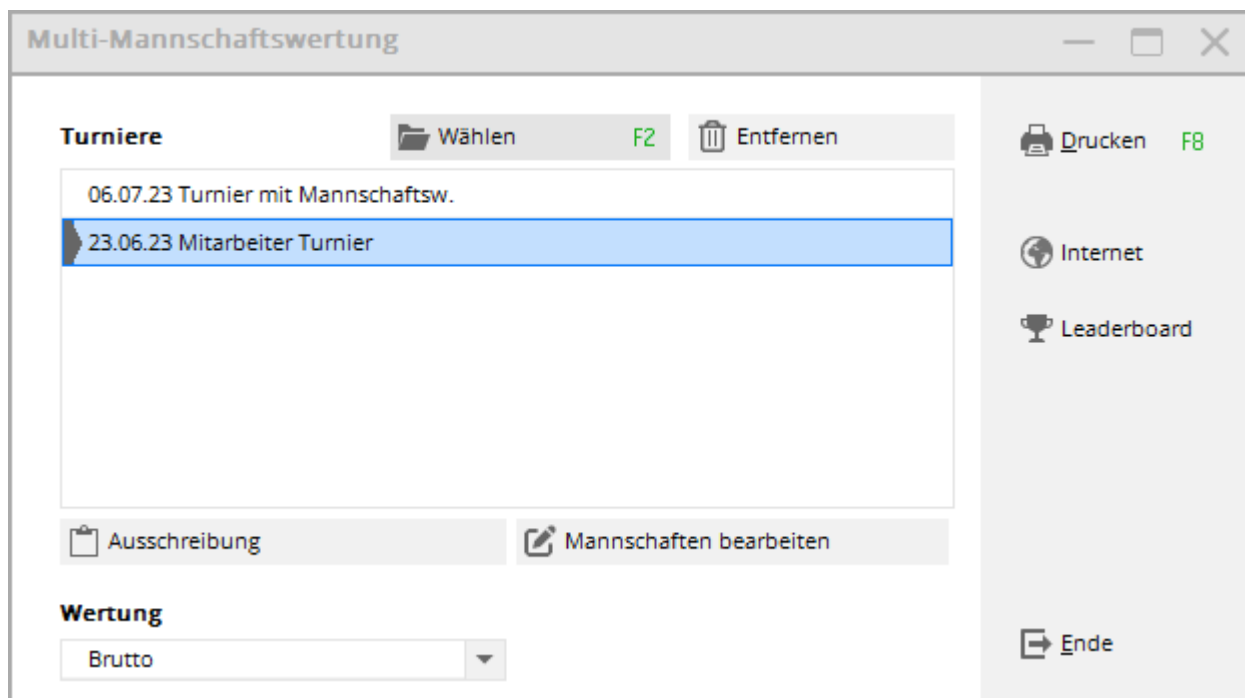 Multi-Mannschaftswertung
Turniere
Wählen F2
Entfernen
06.07.23 Turnier mit Mannschaftsw.
23.06.23 Mitarbeiter Turnier
Ausschreibung
Mannschaften bearbeiten
Wertung
Brutto
Drucken F8
Internet
Leaderboard
Ende